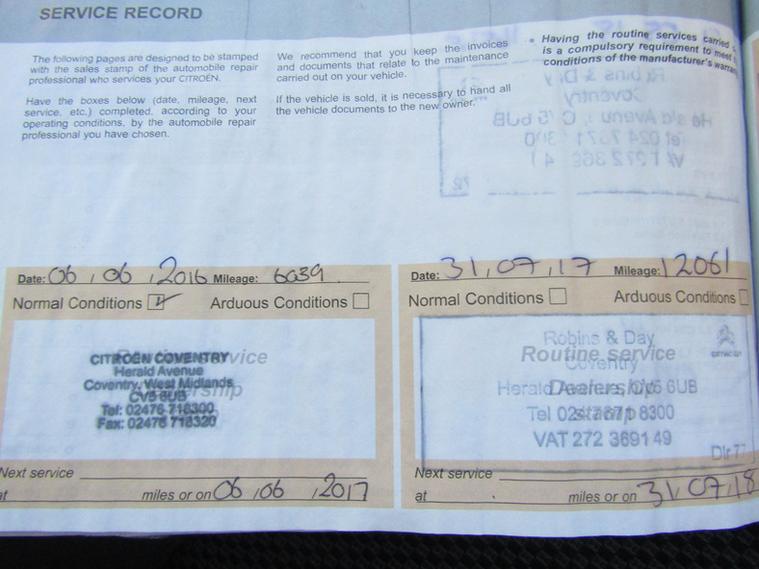 SERVICE RECORD
The following pages are designed to be stamped
with the sales stamp of the automobile repair
professional who services your CITROËN.
Have the boxes below (date, mileage, next
service, etc.) completed, according to your
operating conditions, by the automobile repair
professional you have chosen.
We recommend that you keep the invoices
and documents that relate to the maintenance
carried out on your vehicle.
If the vehicle is sold, it is necessary to hand all
the vehicle documents to the new owner.
• Having the routine services carried
is a compulsory requirement to meet
conditions of the manufacturer's
Date: 06 / 06 / 2016 Mileage: 6039
Normal Conditions Arduous Conditions
CITROËN COVENTRY
Herald Avenue
Coventry, West Midlands
CV5 6UB
Tel: 02476 718300
Fax: 02476 718320
Next service
at miles or on 06 / 06 / 2017
Date: 31 / 07 / 17 Mileage: 12061
Normal Conditions Arduous Conditions
Robins & Day
Routine service
Coventry
Dealership
stamp
VAT 272 3691 49
Dlr 77
Next service
at miles or on 31 / 07 / 18